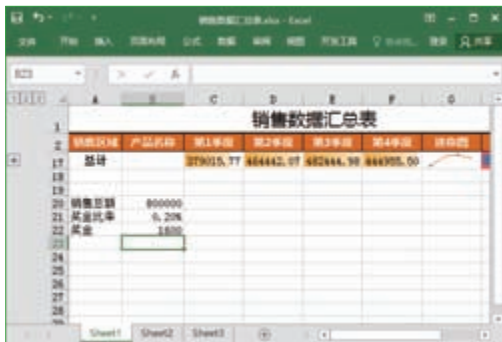 销售数据汇总表.xlsx - Excel
文件 开始 插入 页面布局 公式 数据 审阅 视图 开发工具 登录 共享
B23
1 2 3 A B C D E F G
1 销售数据汇总表
2 销售区域 产品名称 第1季度 第2季度 第3季度 第4季度 迷你图
17 总计 379015.77 464442.07 482444.98 444955.50
18
19
20 销售总额 800000
21 奖金比率 0.20%
22 奖金 1600
23
24
25
26
27
28
Sheet1 Sheet2 Sheet3